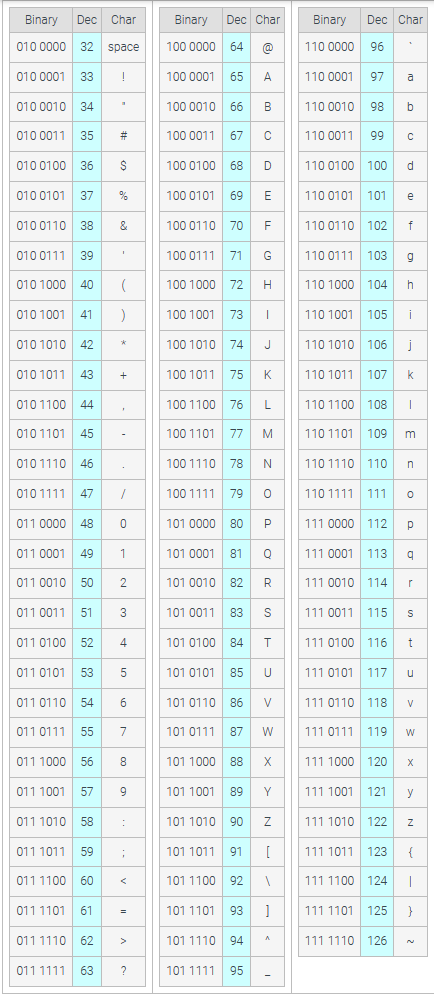 Binary Dec Char Binary Dec Char Binary Dec Char
010 0000 32 space 100 0000 64 @ 110 0000 96 `
010 0001 33 ! 100 0001 65 A 110 0001 97 a
010 0010 34 " 100 0010 66 B 110 0010 98 b
010 0011 35 # 100 0011 67 C 110 0011 99 c
010 0100 36 $ 100 0100 68 D 110 0100 100 d
010 0101 37 % 100 0101 69 E 110 0101 101 e
010 0110 38 & 100 0110 70 F 110 0110 102 f
010 0111 39 ' 100 0111 71 G 110 0111 103 g
010 1000 40 ( 100 1000 72 H 110 1000 104 h
010 1001 41 ) 100 1001 73 I 110 1001 105 i
010 1010 42 * 100 1010 74 J 110 1010 106 j
010 1011 43 + 100 1011 75 K 110 1011 107 k
010 1100 44 , 100 1100 76 L 110 1100 108 l
010 1101 45 - 100 1101 77 M 110 1101 109 m
010 1110 46 . 100 1110 78 N 110 1110 110 n
010 1111 47 / 100 1111 79 O 110 1111 111 o
011 0000 48 0 101 0000 80 P 111 0000 112 p
011 0001 49 1 101 0001 81 Q 111 0001 113 q
011 0010 50 2 101 0010 82 R 111 0010 114 r
011 0011 51 3 101 0011 83 S 111 0011 115 s
011 0100 52 4 101 0100 84 T 111 0100 116 t
011 0101 53 5 101 0101 85 U 111 0101 117 u
011 0110 54 6 101 0110 86 V 111 0110 118 v
011 0111 55 7 101 0111 87 W 111 0111 119 w
011 1000 56 8 101 1000 88 X 111 1000 120 x
011 1001 57 9 101 1001 89 Y 111 1001 121 y
011 1010 58 : 101 1010 90 Z 111 1010 122 z
011 1011 59 ; 101 1011 91 [ 111 1011 123 {
011 1100 60 < 101 1100 92 \ 111 1100 124 |
011 1101 61 = 101 1101 93 ] 111 1101 125 }
011 1110 62 > 101 1110 94 ^ 111 1110 126 ~
011 1111 63 ? 101 1111 95 _